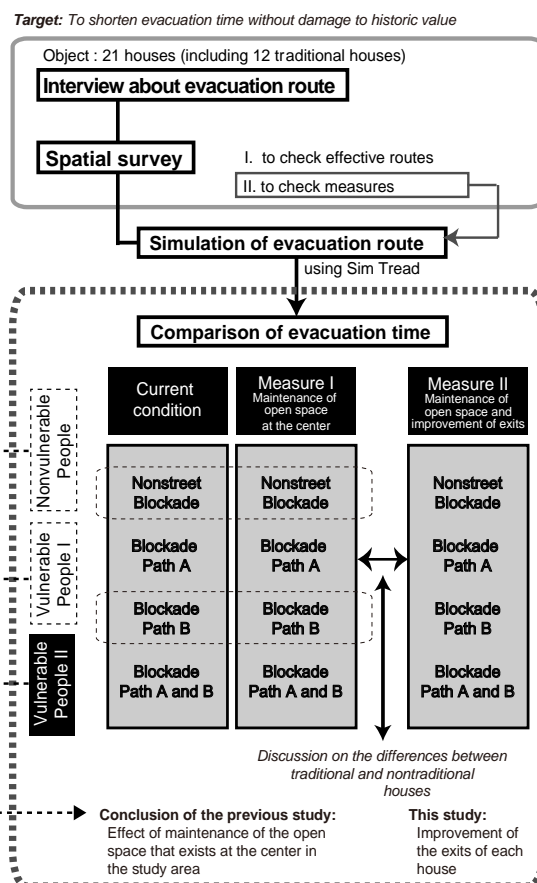 Target: To shorten evacuation time without damage to historic value
Object : 21 houses (including 12 traditional houses)
Interview about evacuation route
Spatial survey
I. to check effective routes
II. to check measures
Simulation of evacuation route
using Sim Tread
Comparison of evacuation time
Current
condition
Measure I
Maintenance of
open space
at the center
Measure II
Maintenance of
open space and
improvement of exits
Nonvulnerable
People
Vulnerable
People I
Vulnerable
People II
Nonstreet
Blockade
Blockade
Path A
Blockade
Path B
Blockade
Path A and B
Nonstreet
Blockade
Blockade
Path A
Blockade
Path B
Blockade
Path A and B
Nonstreet
Blockade
Blockade
Path A
Blockade
Path B
Blockade
Path A and B
Discussion on the differences between
traditional and nontraditional
houses
Conclusion of the previous study:
Effect of maintenance of the open
space that exists at the center in
the study area
This study:
Improvement of
the exits of each
house